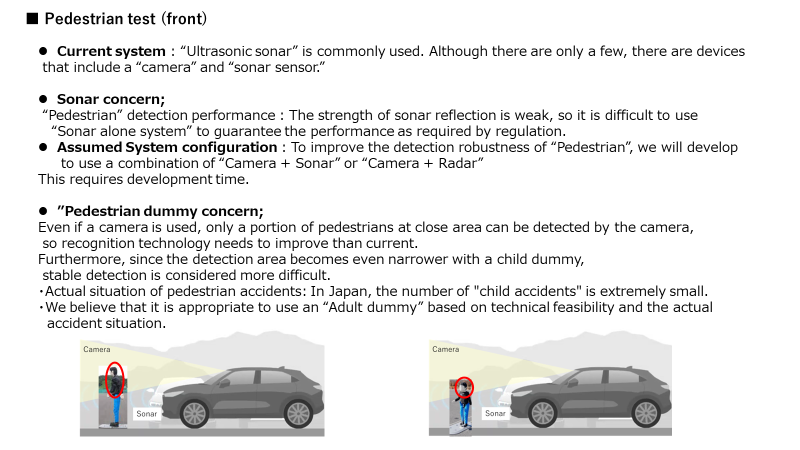 ■ Pedestrian test (front)
● Current system : “Ultrasonic sonar” is commonly used. Although there are only a few, there are devices
that include a “camera” and “sonar sensor.”
● Sonar concern;
“Pedestrian” detection performance : The strength of sonar reflection is weak, so it is difficult to use
“Sonar alone system” to guarantee the performance as required by regulation.
● Assumed System configuration : To improve the detection robustness of “Pedestrian”, we will develop
to use a combination of “Camera + Sonar” or “Camera + Radar”
This requires development time.
● ”Pedestrian dummy concern;
Even if a camera is used, only a portion of pedestrians at close area can be detected by the camera,
so recognition technology needs to improve than current.
Furthermore, since the detection area becomes even narrower with a child dummy,
stable detection is considered more difficult.
・Actual situation of pedestrian accidents: In Japan, the number of "child accidents" is extremely small.
・We believe that it is appropriate to use an “Adult dummy” based on technical feasibility and the actual
accident situation.
Camera
Sonar
Camera
Sonar